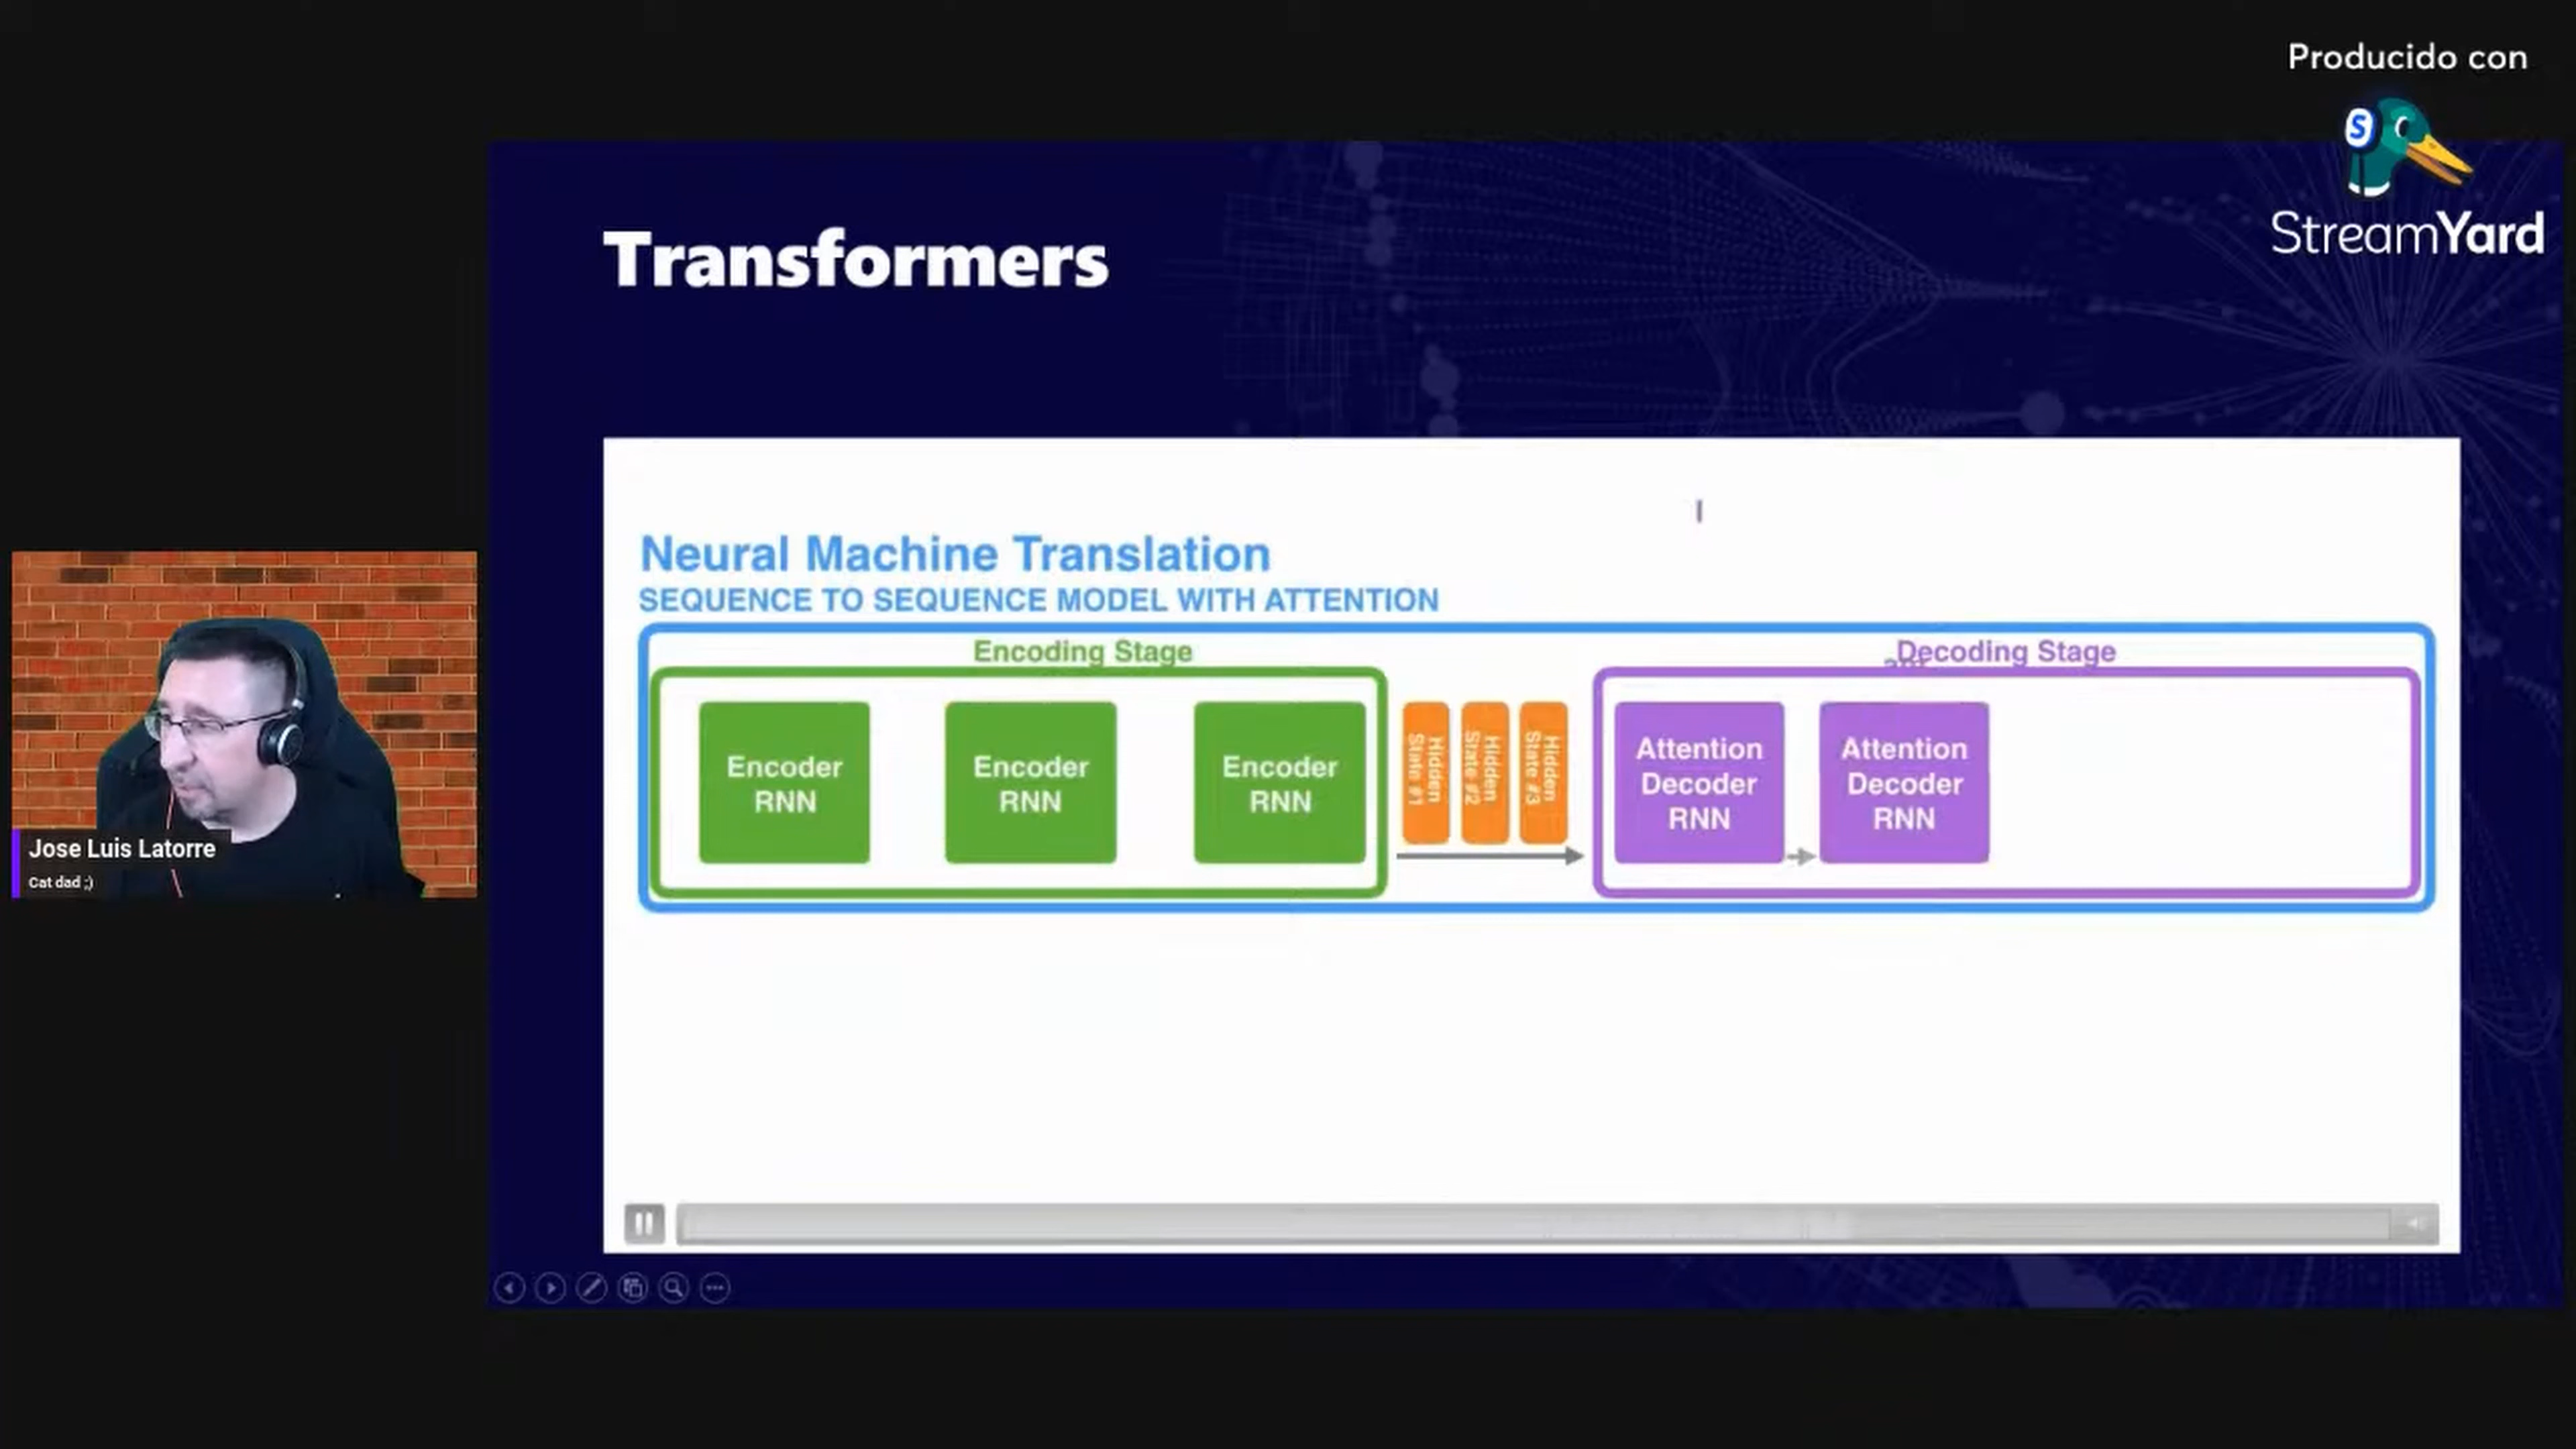 Producido con
StreamYard
Transformers
Neural Machine Translation
SEQUENCE TO SEQUENCE MODEL WITH ATTENTION
Encoding Stage
Decoding Stage
Encoder
RNN
Encoder
RNN
Encoder
RNN
Hidden
State #1
Hidden
State #2
Hidden
State #3
Attention
Decoder
RNN
Attention
Decoder
RNN
Jose Luis Latorre
Cat dad ;)